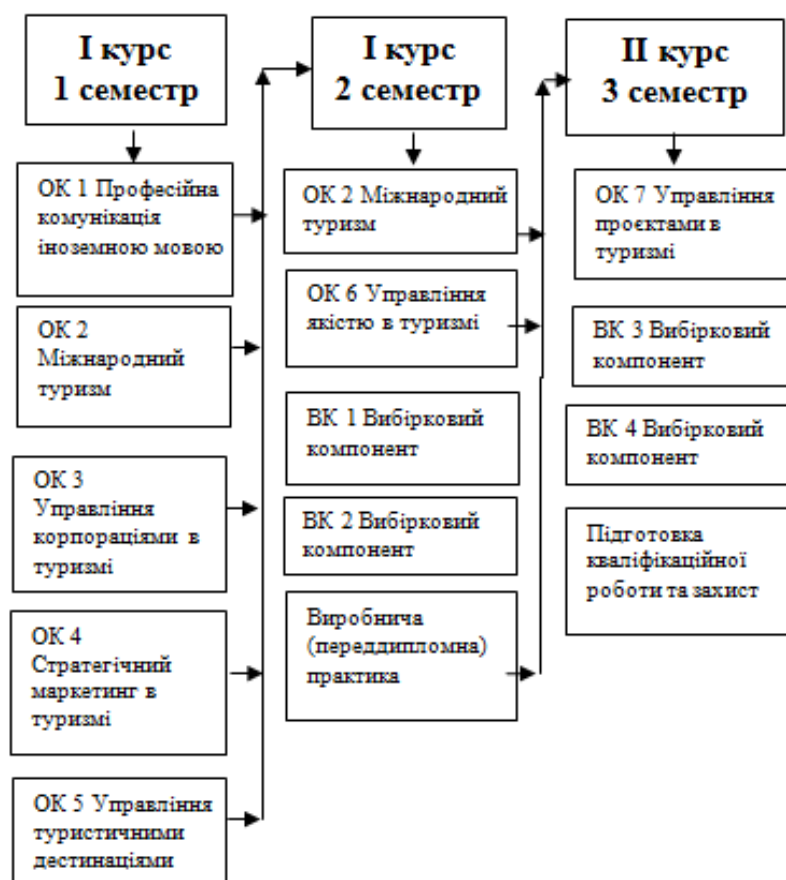 І курс
1 семестр
ОК 1 Професійна
комунікація
іноземною мовою
ОК 2
Міжнародний
туризм
ОК 3
Управління
корпораціями в
туризмі
ОК 4
Стратегічний
маркетинг в
туризмі
ОК 5 Управління
туристичними
дестинаціями
І курс
2 семестр
ОК 2 Міжнародний
туризм
ОК 6 Управління
якістю в туризмі
ВК 1 Вибірковий
компонент
ВК 2 Вибірковий
компонент
Виробнича
(переддипломна)
практика
ІІ курс
3 семестр
ОК 7 Управління
проєктами в
туризмі
ВК 3 Вибірковий
компонент
ВК 4 Вибірковий
компонент
Підготовка
кваліфікаційної
роботи та захист